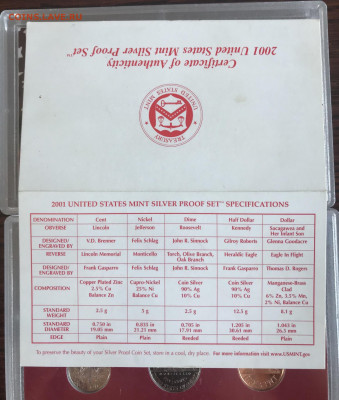 2001 United States Mint Silver Proof Set™
Certificate of Authenticity
TREASURY
UNITED STATES MINT
2001 UNITED STATES MINT SILVER PROOF SET™ SPECIFICATIONS
DENOMINATION Cent Nickel Dime Half Dollar Dollar
OBVERSE Lincoln Jefferson Roosevelt Kennedy Sacagawea and
Her Infant Son
DESIGNED/ V.D. Brenner Felix Schlag John R. Sinnock Gilroy Roberts Glenna Goodacre
ENGRAVED BY
REVERSE Lincoln Memorial Monticello Torch, Olive Branch, Heraldic Eagle Eagle in Flight
Oak Branch
DESIGNED/ Frank Gasparro Felix Schlag John R. Sinnock Frank Gasparro Thomas D. Rogers
ENGRAVED BY
COMPOSITION Copper Plated Zinc Cupro-Nickel Coin Silver Coin Silver Manganese-Brass
2.5% Cu 25% Ni 90% Ag 90% Ag Clad
Balance Zn Balance Cu 10% Cu 10% Cu 6% Zn, 3.5% Mn,
2% Ni, Balance Cu
STANDARD 2.5 g 5 g 2.5 g 12.5 g 8.1 g
WEIGHT
STANDARD 0.750 in 0.835 in 0.705 in 1.205 in 1.043 in
DIAMETER 19.05 mm 21.21 mm 17.91 mm 30.61 mm 26.5 mm
EDGE Plain Plain Reeded Reeded Plain
To preserve the beauty of your Silver Proof Coin Set, store in a cool, dry place. For more information visit www.USMINT.gov